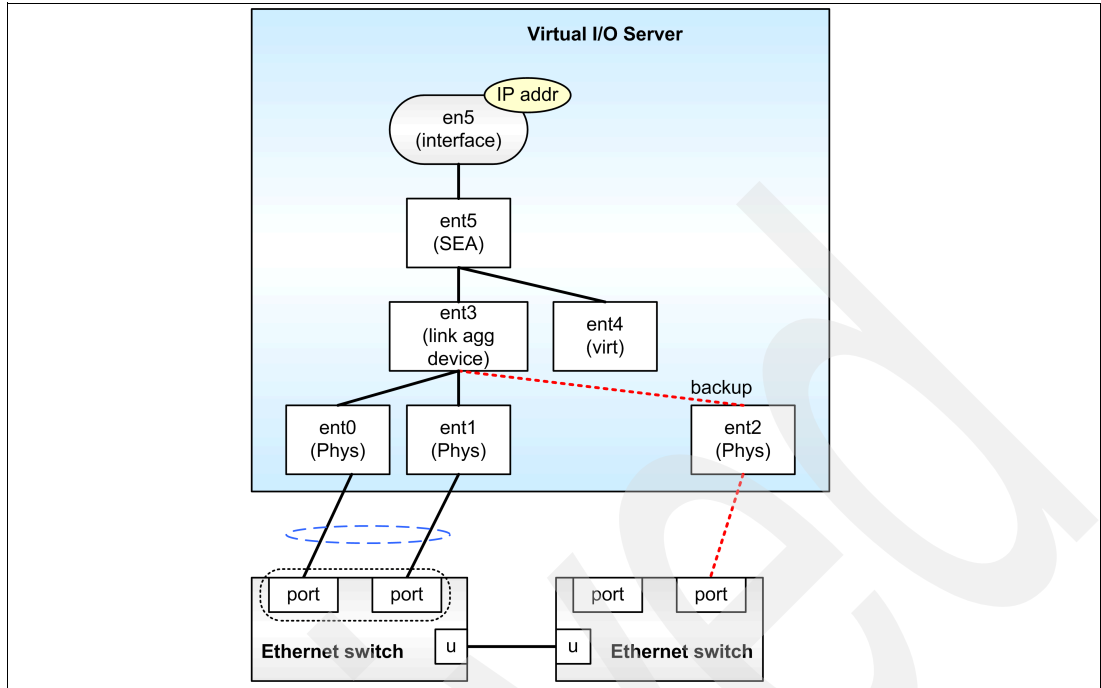 Virtual I/O Server
IP addr
en5
(interface)
ent5
(SEA)
ent3
(link agg
device)
ent4
(virt)
backup
ent0
(Phys)
ent1
(Phys)
ent2
(Phys)
port
port
port
port
u
u
Ethernet switch
Ethernet switch